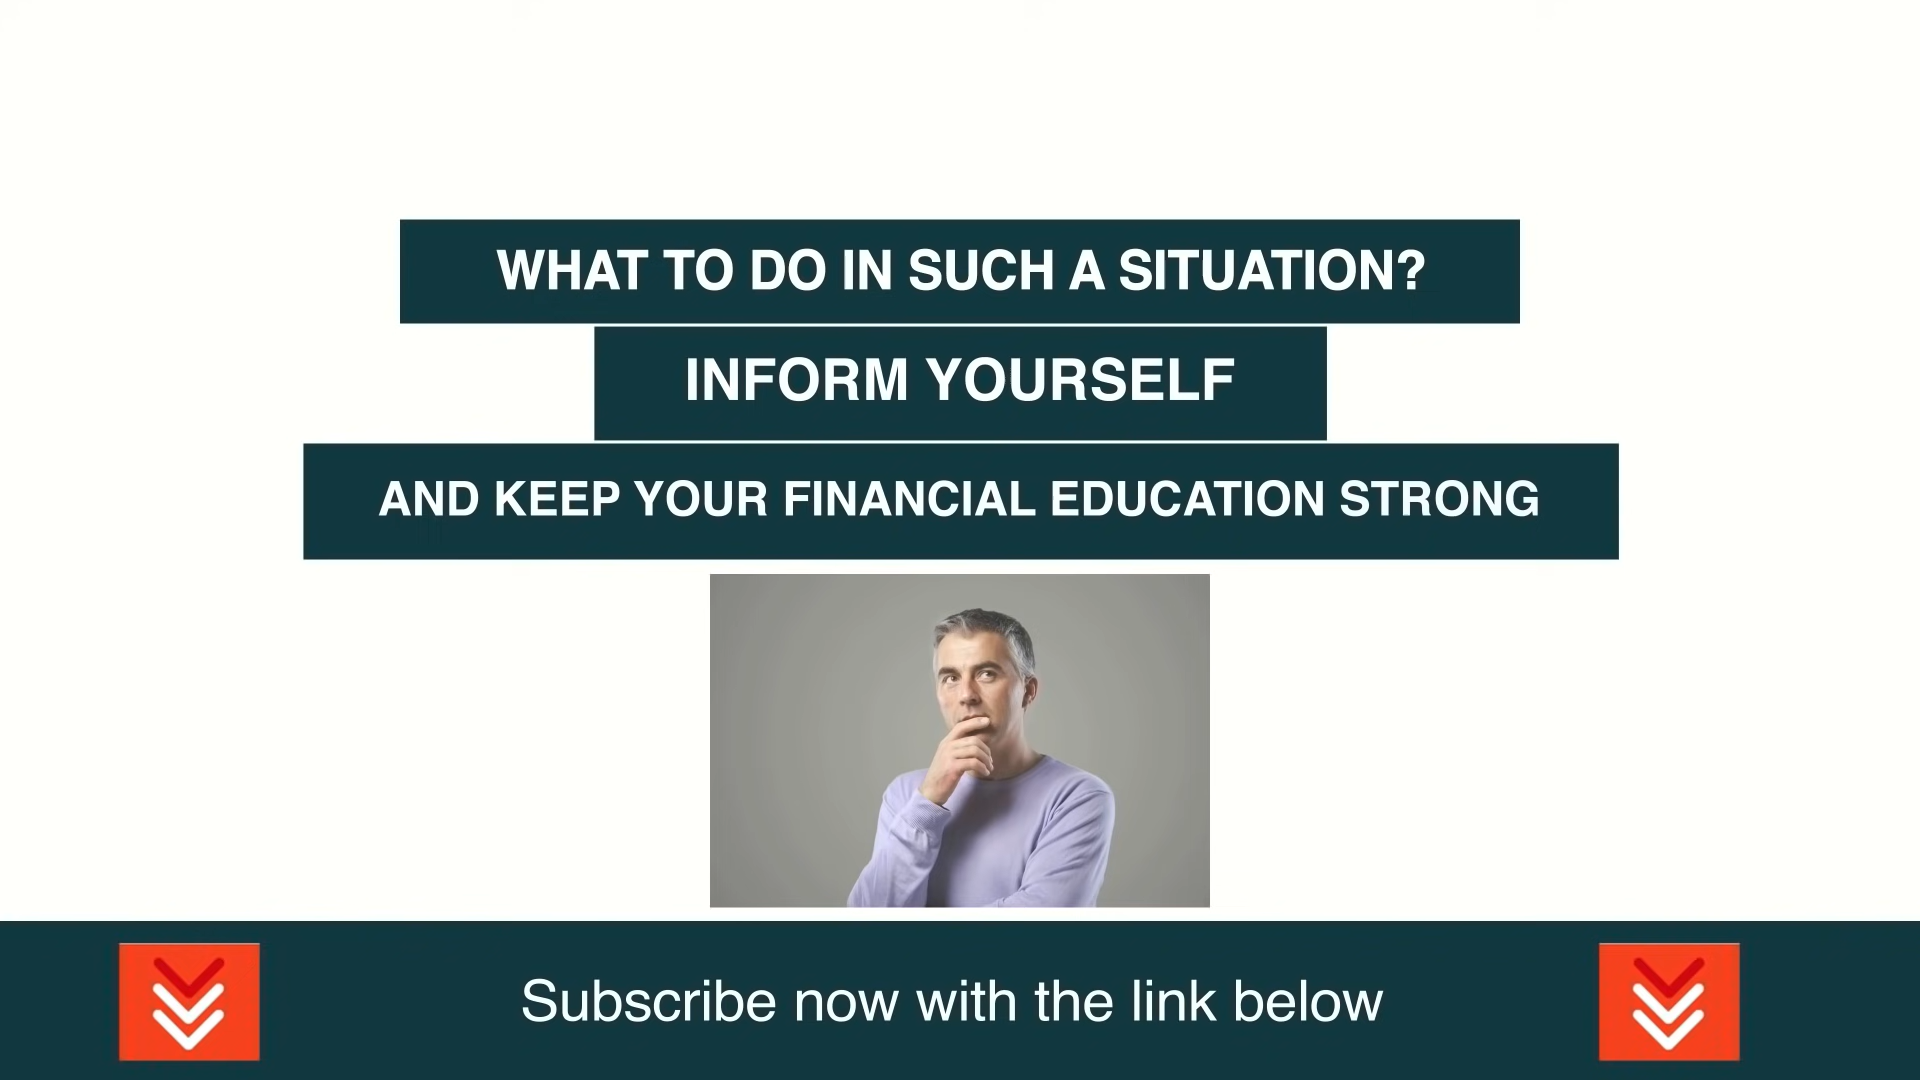 WHAT TO DO IN SUCH A SITUATION?
INFORM YOURSELF
AND KEEP YOUR FINANCIAL EDUCATION STRONG
Subscribe now with the link below